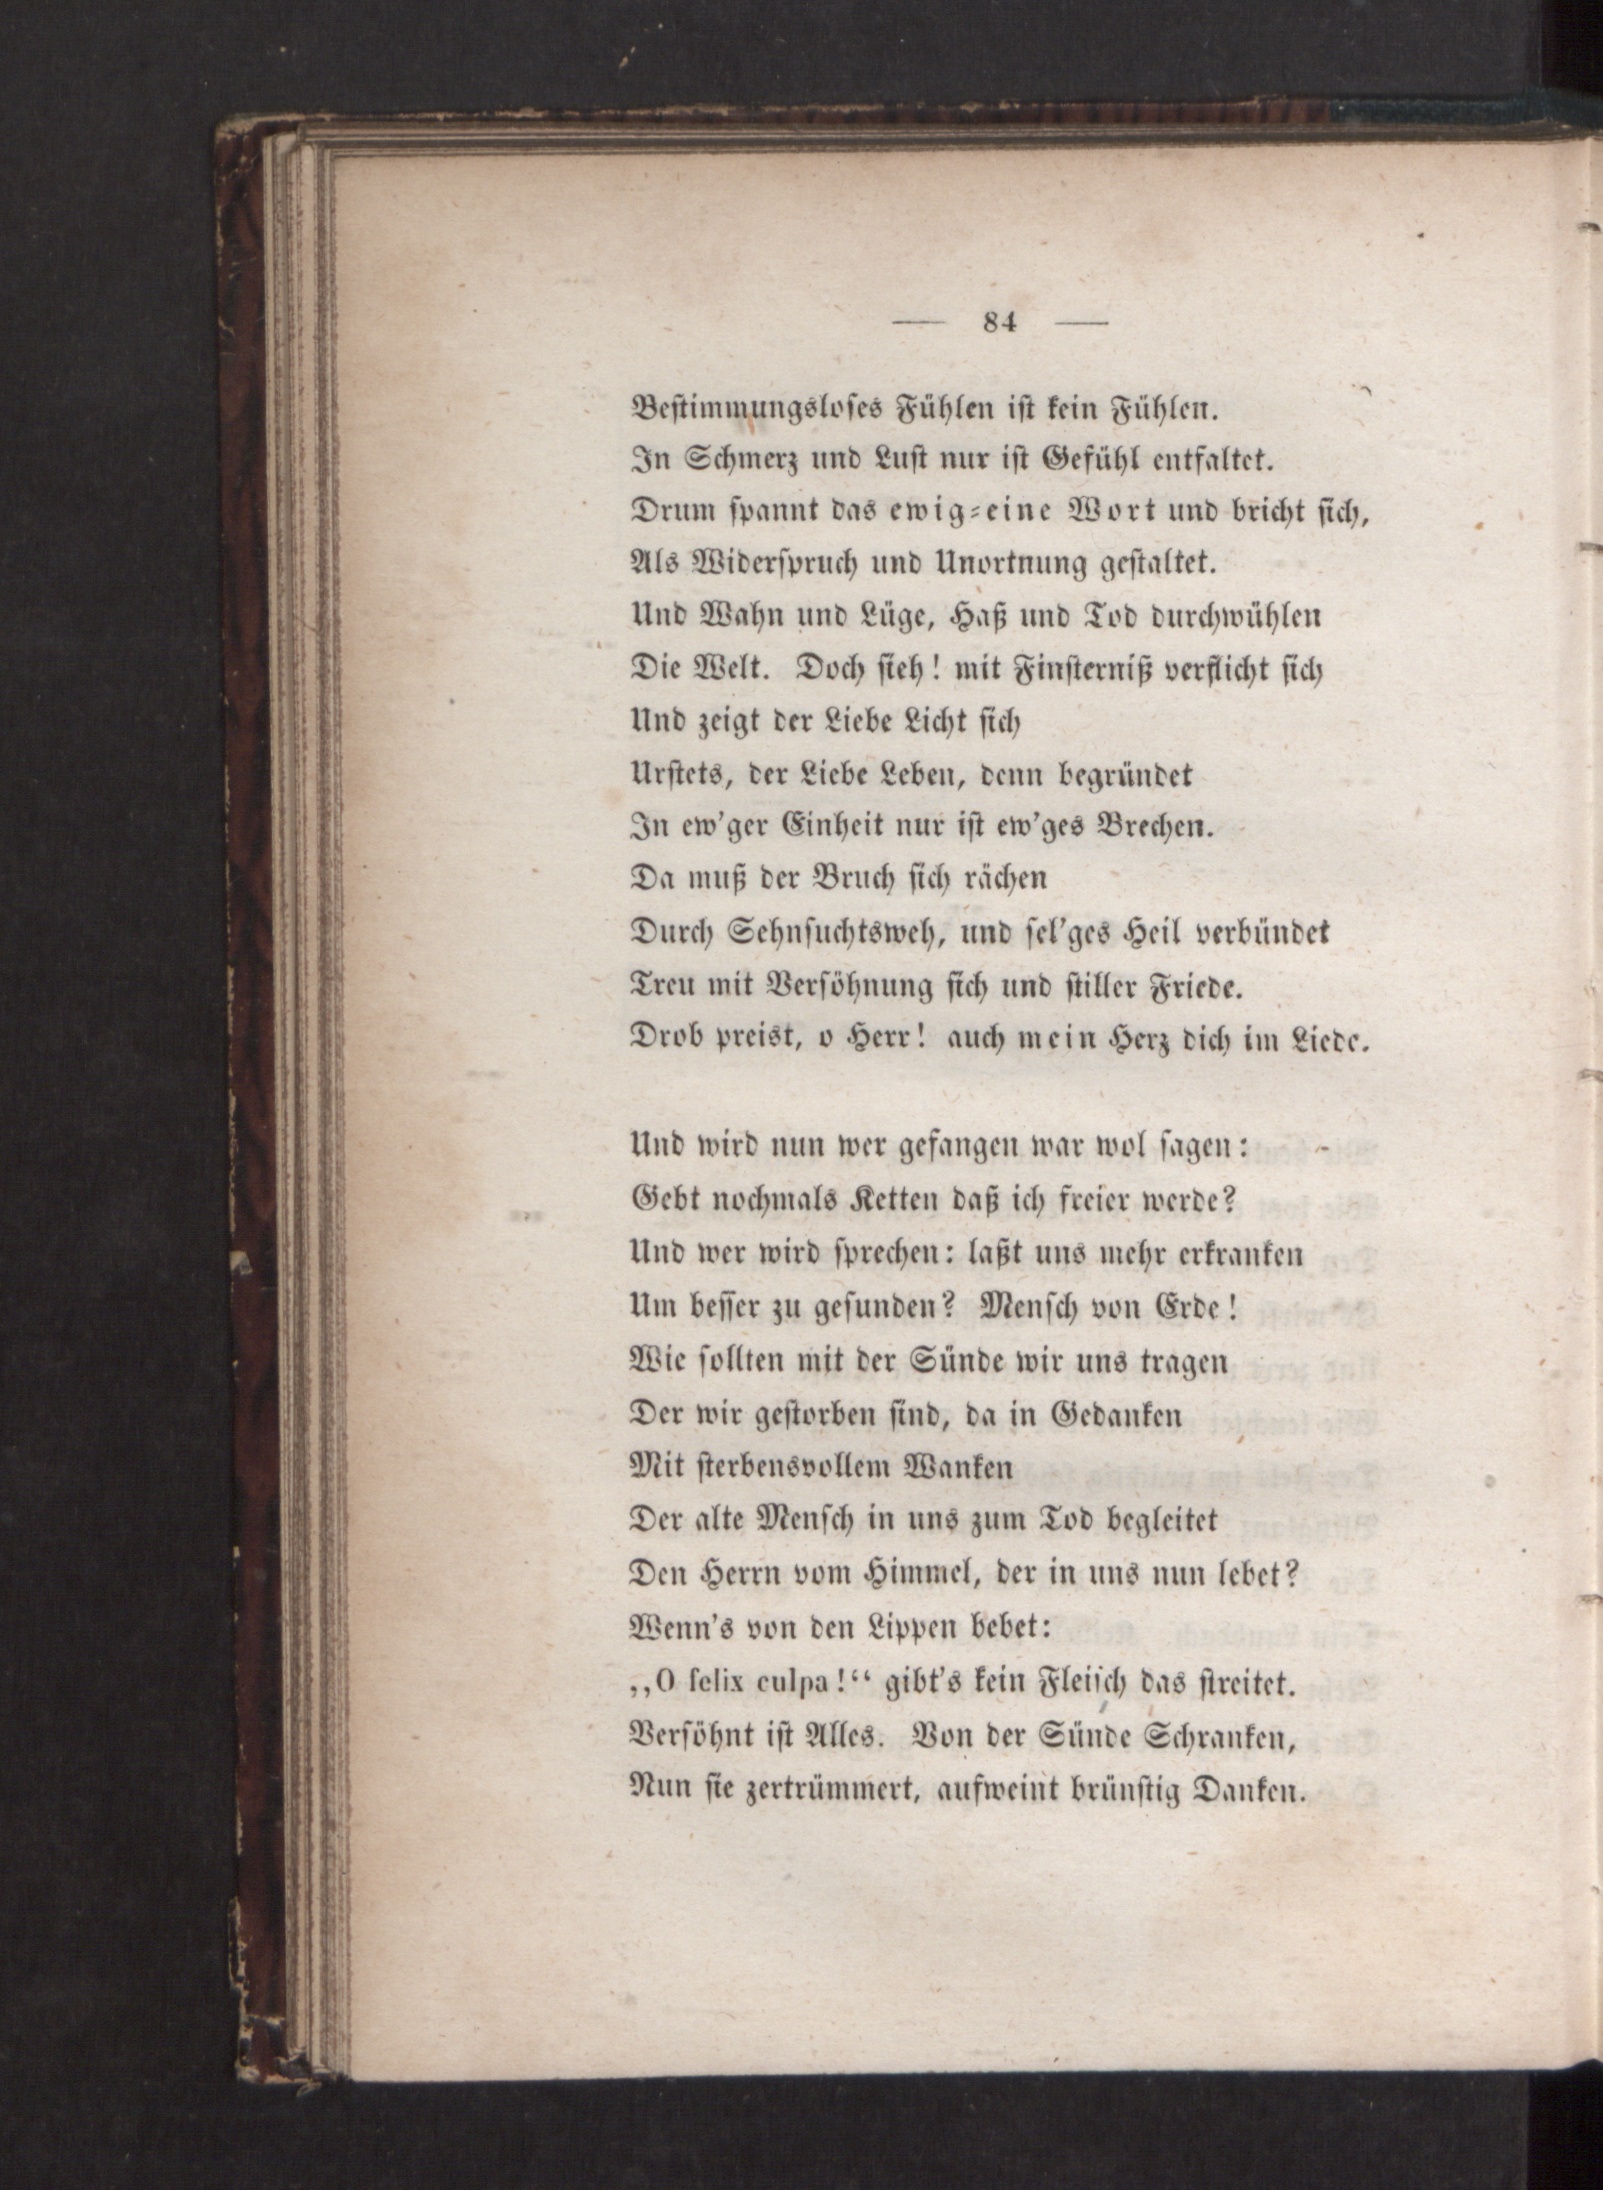 — 84 —
Bestimmungsloses Fühlen ist kein Fühlen.
In Schmerz und Lust nur ist Gefühl entfaltet.
Drum spannt das ewig-eine Wort und bricht sich,
Als Widerspruch und Unortnung gestaltet.
Und Wahn und Lüge, Haß und Tod durchwühlen
Die Welt. Doch sieh! mit Finsterniß verflicht sich
Und zeigt der Liebe Licht sich
Urstets, der Liebe Leben, denn begründet
In ew'ger Einheit nur ist ew'ges Brechen.
Da muß der Bruch sich rächen
Durch Sehnsuchtsweh, und sel'ges Heil verbündet
Treu mit Versöhnung sich und stiller Friede.
Drob preist, o Herr! auch mein Herz dich im Liede.
Und wird nun wer gefangen war wol sagen:
Gebt nochmals Ketten daß ich freier werde?
Und wer wird sprechen: laßt uns mehr erkranken
Um besser zu gesunden? Mensch von Erde!
Wie sollten mit der Sünde wir uns tragen
Der wir gestorben sind, da in Gedanken
Mit sterbensvollem Wanken
Der alte Mensch in uns zum Tod begleitet
Den Herrn vom Himmel, der in uns nun lebet?
Wenn's von den Lippen bebet:
„O felix culpa!“ gibt's kein Fleisch das streitet.
Versöhnt ist Alles. Von der Sünde Schranken,
Nun sie zertrümmert, aufweint brünstig Danken.